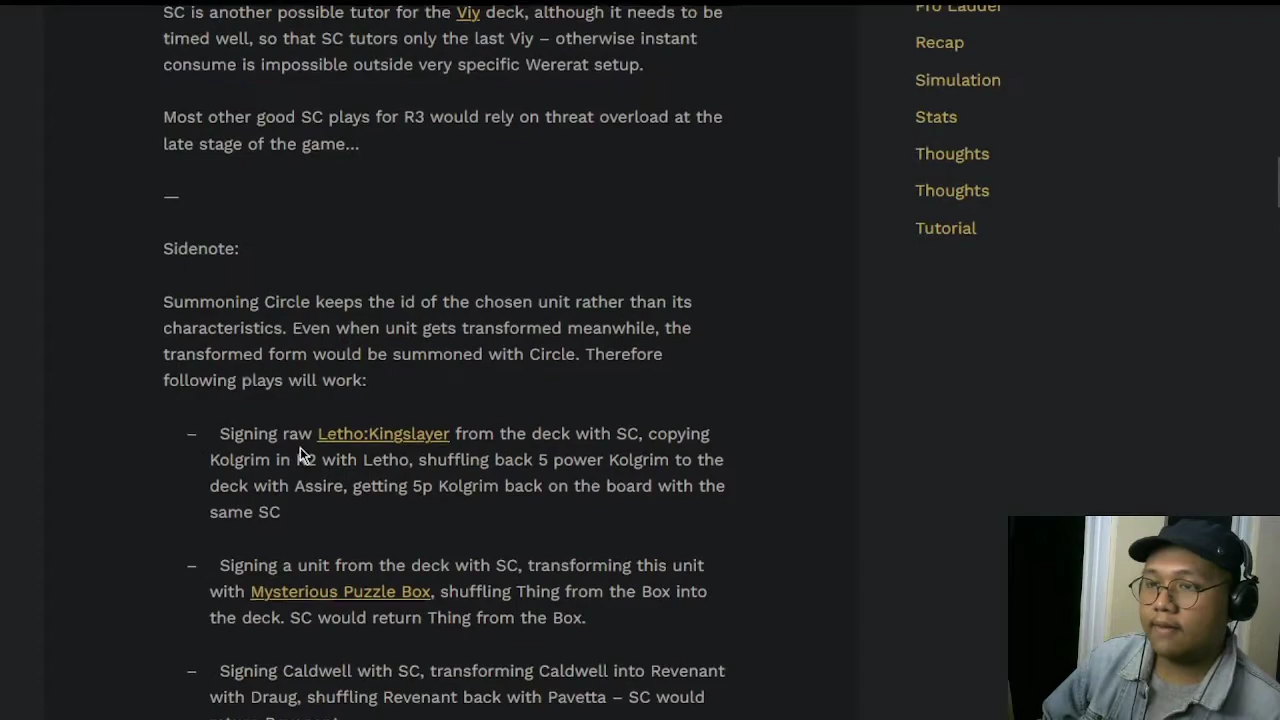 SC is another possible tutor for the Viy deck, although it needs to be
timed well, so that SC tutors only the last Viy – otherwise instant
consume is impossible outside very specific Wererat setup.
Most other good SC plays for R3 would rely on threat overload at the
late stage of the game...
—
Sidenote:
Summoning Circle keeps the id of the chosen unit rather than its
characteristics. Even when unit gets transformed meanwhile, the
transformed form would be summoned with Circle. Therefore
following plays will work:
– Signing raw Letho:Kingslayer from the deck with SC, copying
Kolgrim in R2 with Letho, shuffling back 5 power Kolgrim to the
deck with Assire, getting 5p Kolgrim back on the board with the
same SC
– Signing a unit from the deck with SC, transforming this unit
with Mysterious Puzzle Box, shuffling Thing from the Box into
the deck. SC would return Thing from the Box.
– Signing Caldwell with SC, transforming Caldwell into Revenant
with Draug, shuffling Revenant back with Pavetta – SC would
return Revenant.
Pro Ladder
Recap
Simulation
Stats
Thoughts
Thoughts
Tutorial